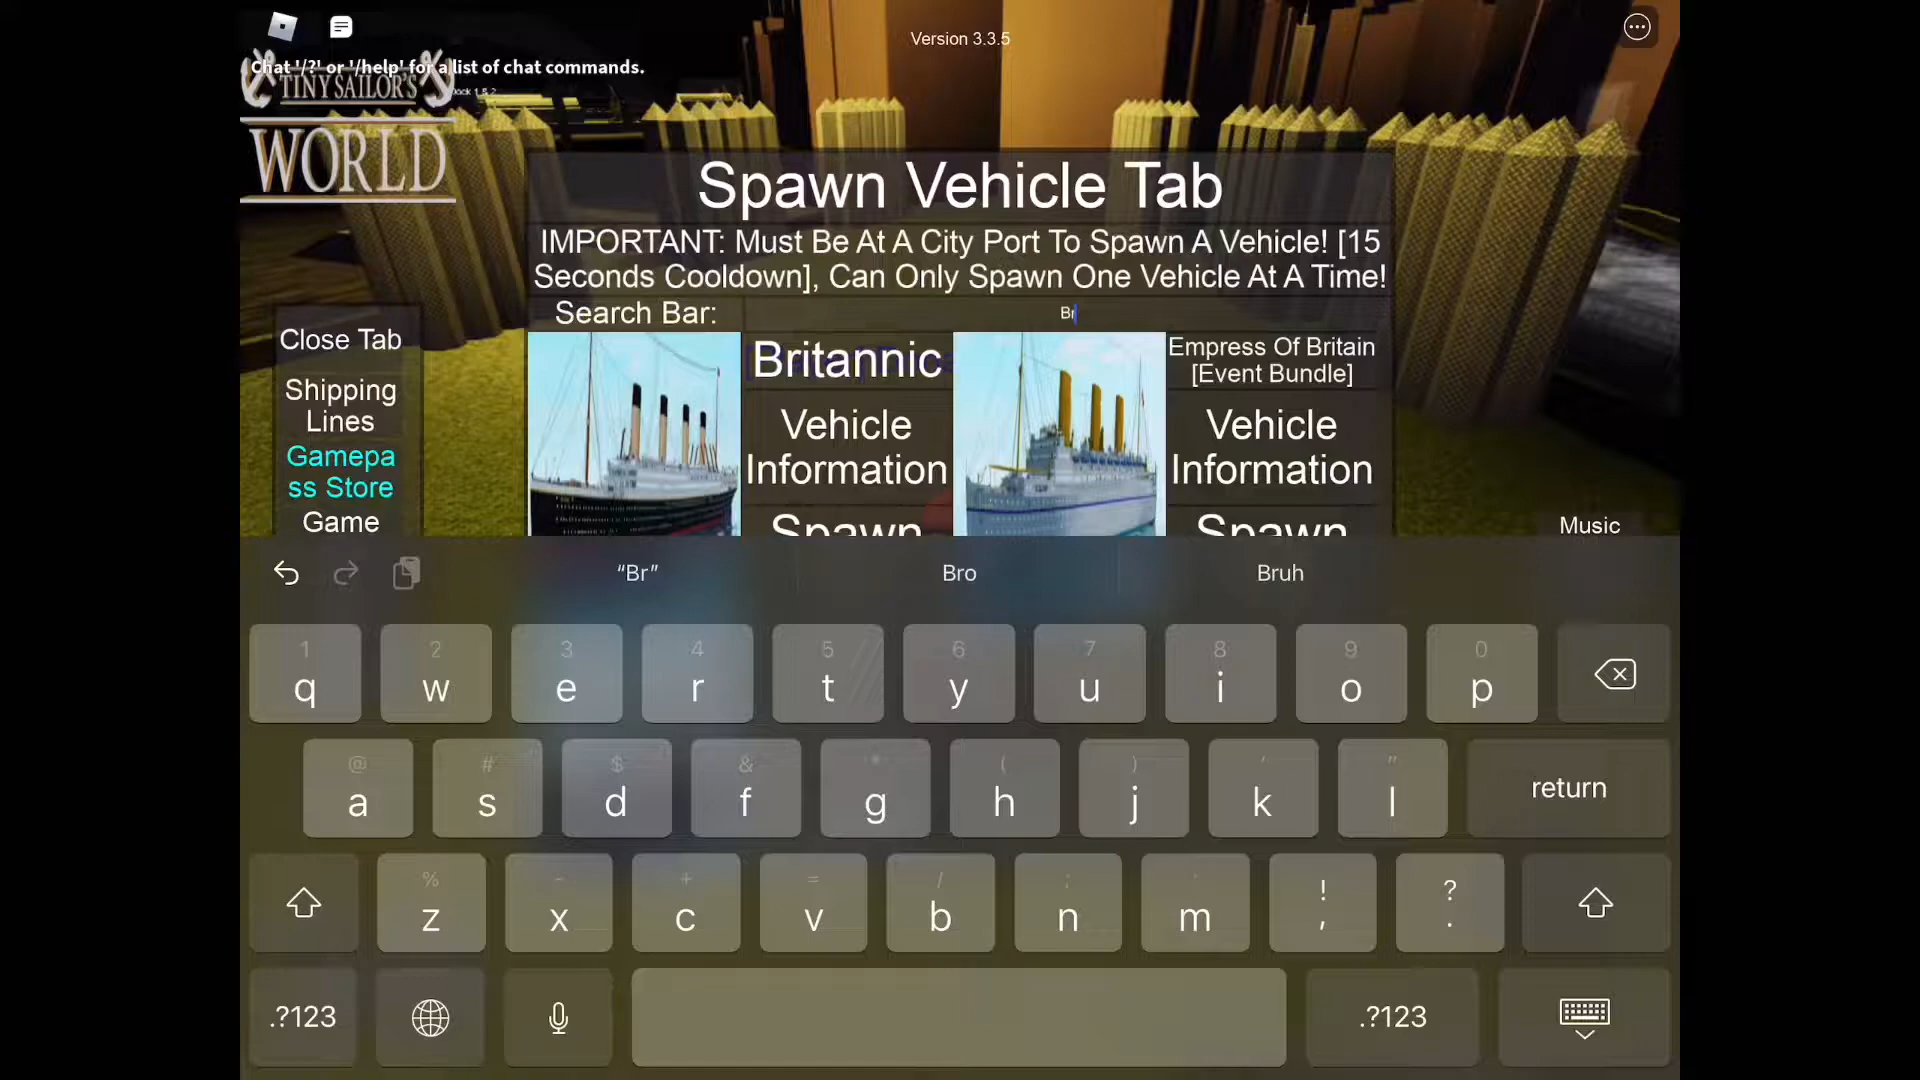 Version 3.3.5
Chat '/?' or '/help' for a list of chat commands.
TINY SAILOR'S
WORLD
Spawn Vehicle Tab
IMPORTANT: Must Be At A City Port To Spawn A Vehicle! [15
Seconds Cooldown], Can Only Spawn One Vehicle At A Time!
Search Bar:
Br
Close Tab
Shipping
Lines
Gamepa
ss Store
Game
Britannic
Vehicle
Information
Spawn
Empress Of Britain
[Event Bundle]
Vehicle
Information
Spawn
Music
“Br”
Bro
Bruh
1 2 3 4 5 6 7 8 9 0
q w e r t y u i o p
@ # $ & * ( ) ' "
a s d f g h j k l
return
% - + = / ; : ! ?
z x c v b n m , .
.?123
.?123